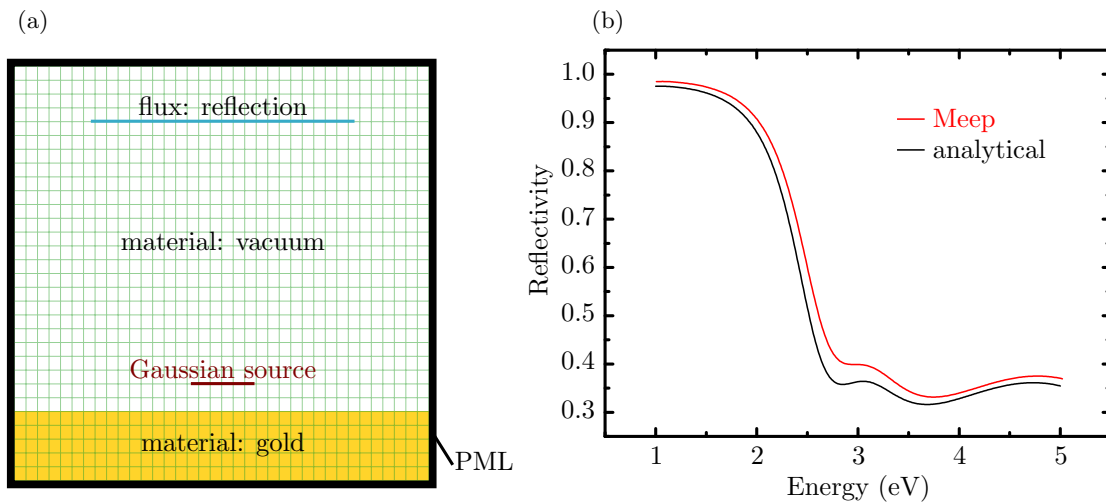 (a)
flux: reflection
material: vacuum
Gaussian source
material: gold
PML
(b)
Reflectivity
1.0
0.9
0.8
0.7
0.6
0.5
0.4
0.3
Meep
analytical
1 2 3 4 5
Energy (eV)